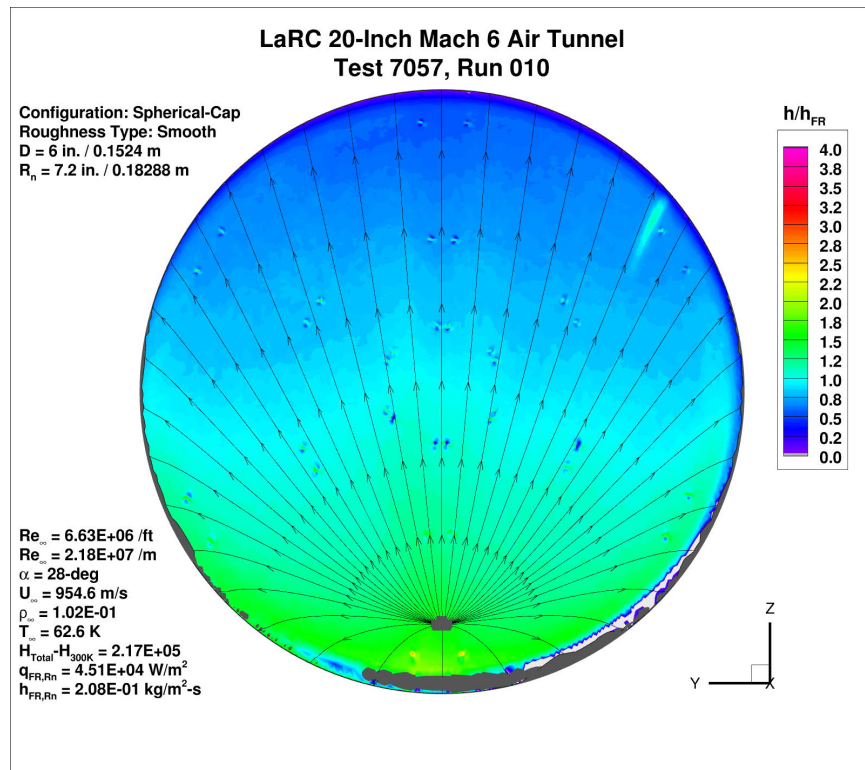 LaRC 20-Inch Mach 6 Air Tunnel
Test 7057, Run 010
Configuration: Spherical-Cap
Roughness Type: Smooth
D = 6 in. / 0.1524 m
Rn = 7.2 in. / 0.18288 m
h/hFR
4.0
3.8
3.5
3.2
2.8
2.5
2.2
2.0
1.8
1.5
1.2
1.0
0.8
0.5
0.2
0.0
Re∞ = 6.63E+06 /ft
Re∞ = 2.18E+07 /m
α = 28-deg
U∞ = 954.6 m/s
ρ∞ = 1.02E-01
T∞ = 62.6 K
HTotal-H300K = 2.17E+05
qFR,Rn = 4.51E+04 W/m²
hFR,Rn = 2.08E-01 kg/m²-s
Z
Y
X